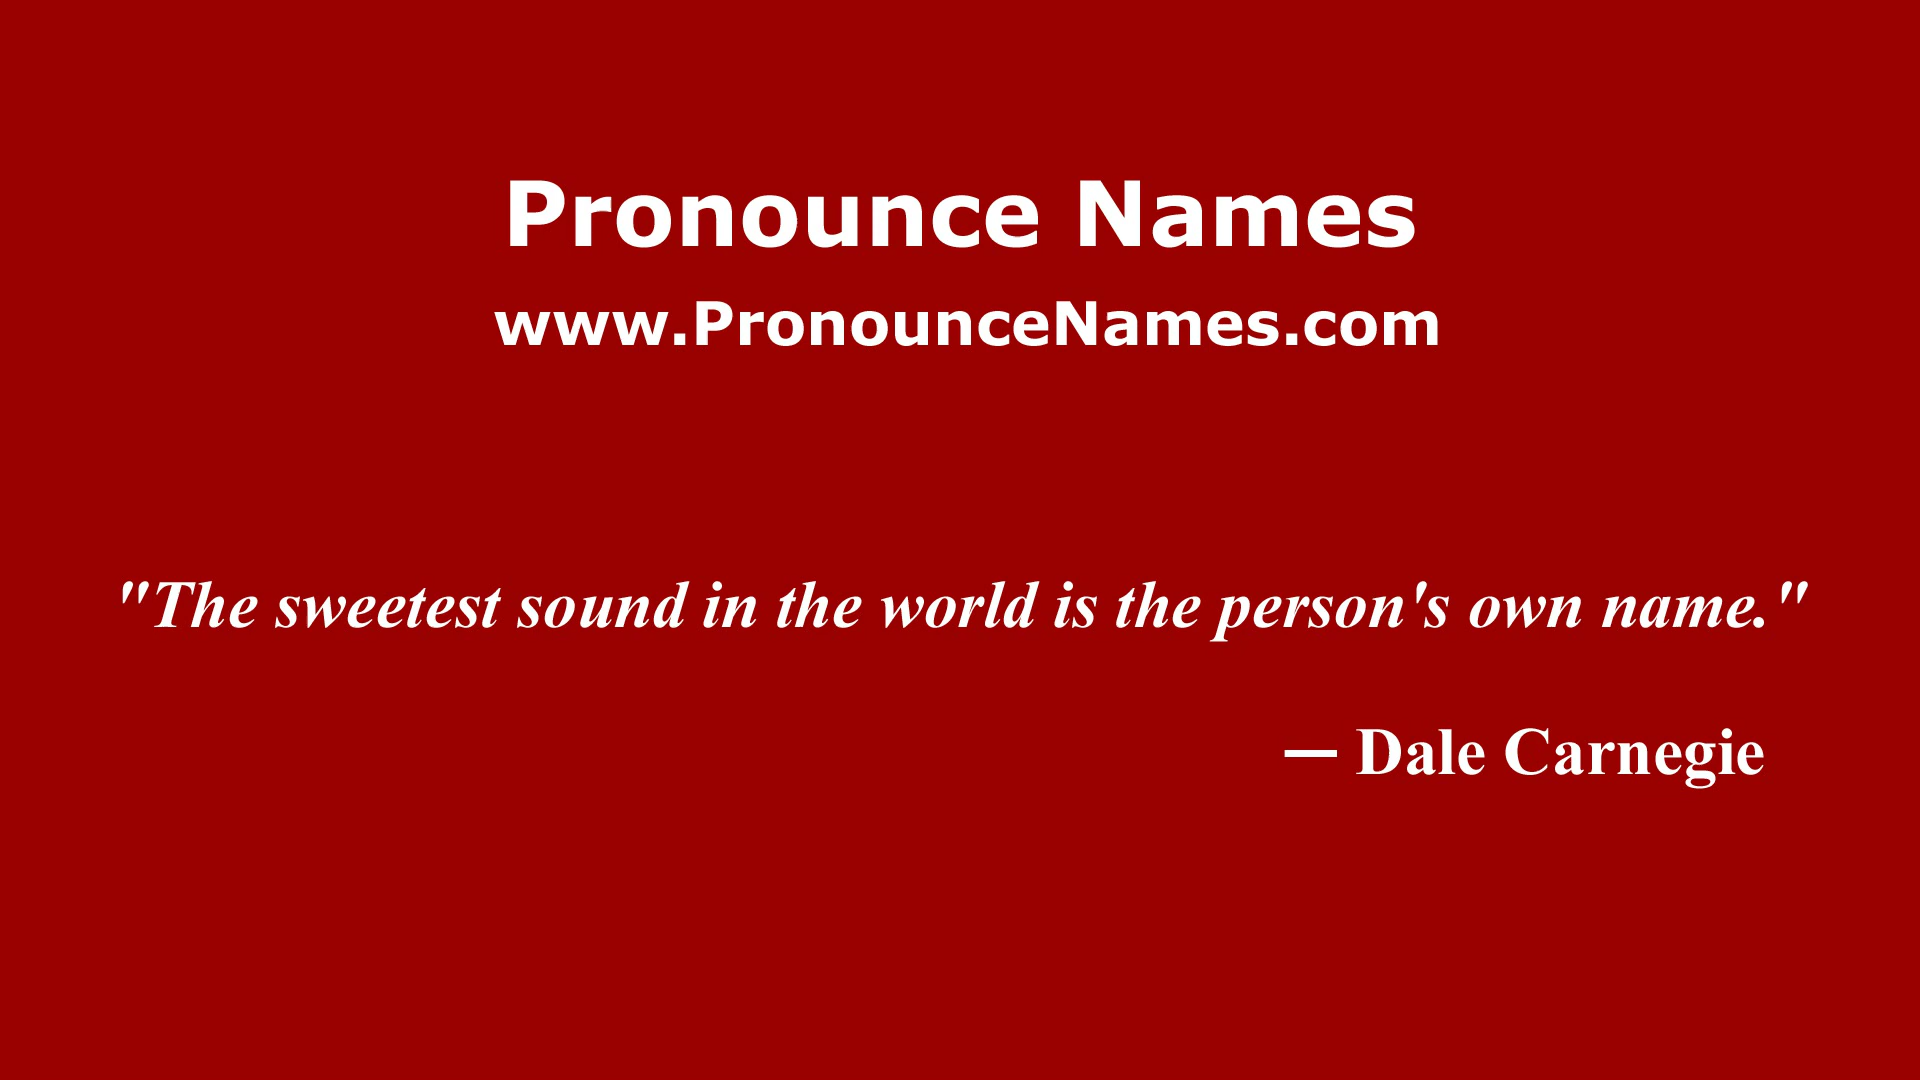 Pronounce Names
www.PronounceNames.com
"The sweetest sound in the world is the person's own name."
— Dale Carnegie